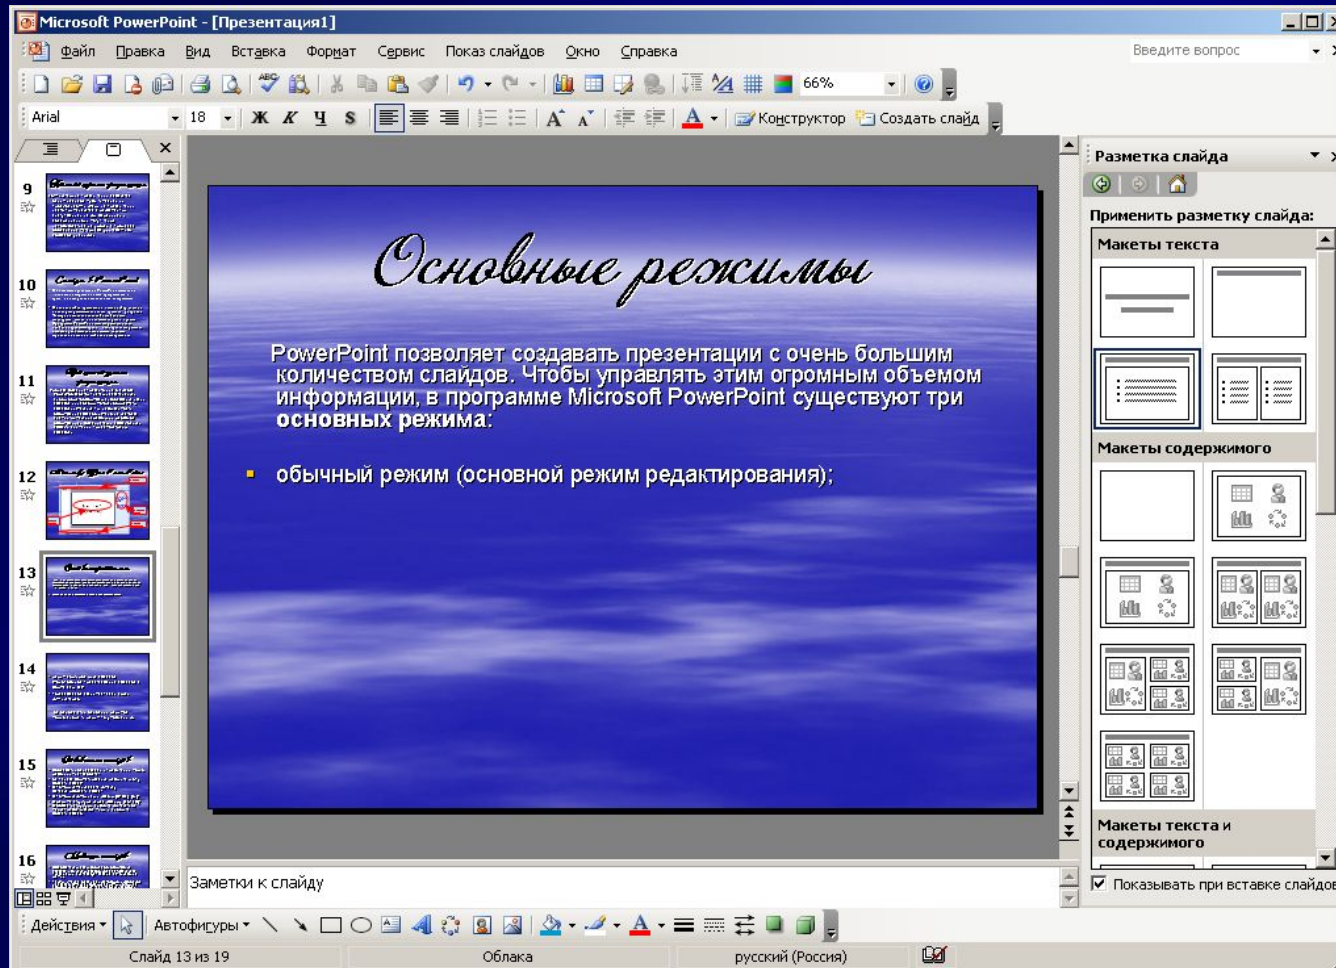 Microsoft PowerPoint - [Презентация1]
Файл Правка Вид Вставка Формат Сервис Показ слайдов Окно Справка Введите вопрос
66%
Arial 18 Ж К Ч S Конструктор Создать слайд
Разметка слайда
Применить разметку слайда:
Макеты текста
Макеты содержимого
Макеты текста и
содержимого
Показывать при вставке слайдов
9
10
11
12
13
14
15
16
Основные режимы
PowerPoint позволяет создавать презентации с очень большим
количеством слайдов. Чтобы управлять этим огромным объемом
информации, в программе Microsoft PowerPoint существуют три
основных режима:
обычный режим (основной режим редактирования);
Заметки к слайду
Действия Автофигуры
Слайд 13 из 19 Облака русский (Россия)